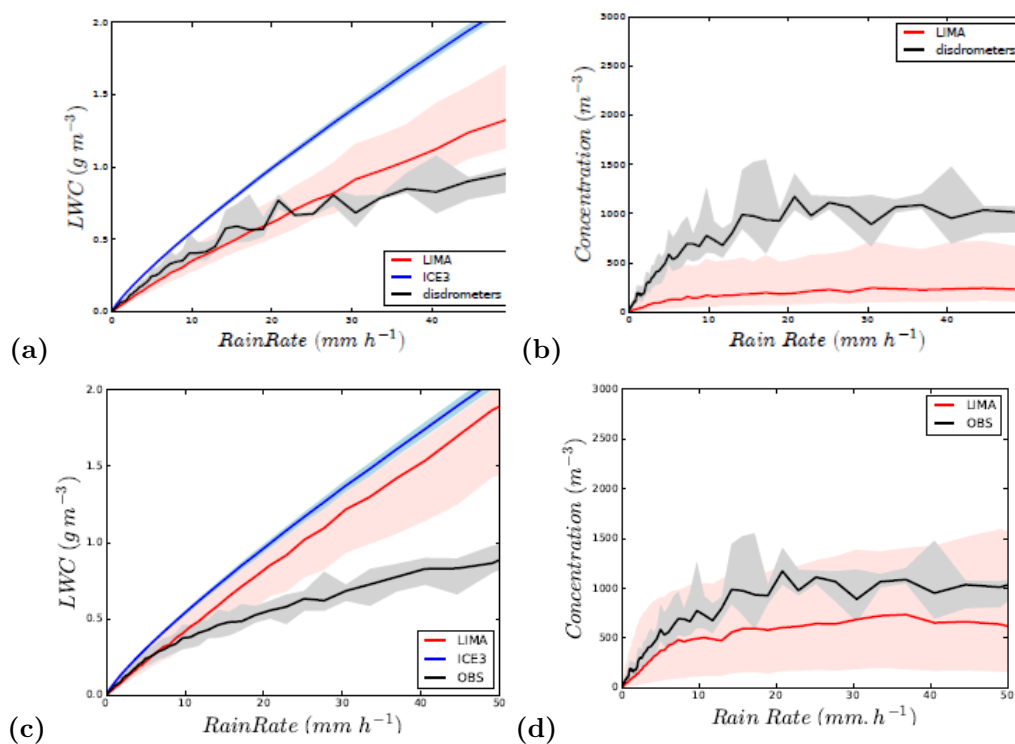 2.0
1.5
1.0
0.5
0.0
0
10
20
30
40
LWC (g m⁻³)
RainRate (mm h⁻¹)
LIMA
ICE3
disdrometers
(a)
3000
2500
2000
1500
1000
500
0
0
10
20
30
40
Concentration (m⁻³)
Rain Rate (mm h⁻¹)
LIMA
disdrometers
(b)
2.0
1.5
1.0
0.5
0.0
0
10
20
30
40
50
LWC (g m⁻³)
RainRate (mm h⁻¹)
LIMA
ICE3
OBS
(c)
3000
2500
2000
1500
1000
500
0
0
10
20
30
40
50
Concentration (m⁻³)
Rain Rate (mm. h⁻¹)
LIMA
OBS
(d)